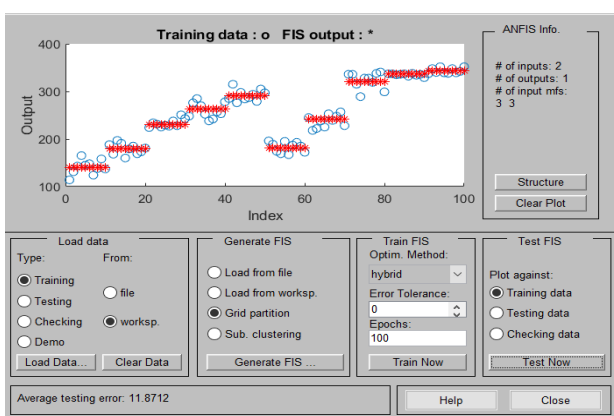 Training data : o   FIS output : *
400
300
200
100
Output
0
20
40
60
80
100
Index
ANFIS Info.
# of inputs: 2
# of outputs: 1
# of input mfs:
3 3
Structure
Clear Plot
Load data
Type:
From:
Training
Testing
Checking
Demo
file
worksp.
Load Data...
Clear Data
Generate FIS
Load from file
Load from worksp.
Grid partition
Sub. clustering
Generate FIS ...
Train FIS
Optim. Method:
hybrid
Error Tolerance:
0
Epochs:
100
Train Now
Test FIS
Plot against:
Training data
Testing data
Checking data
Test Now
Average testing error: 11.8712
Help
Close